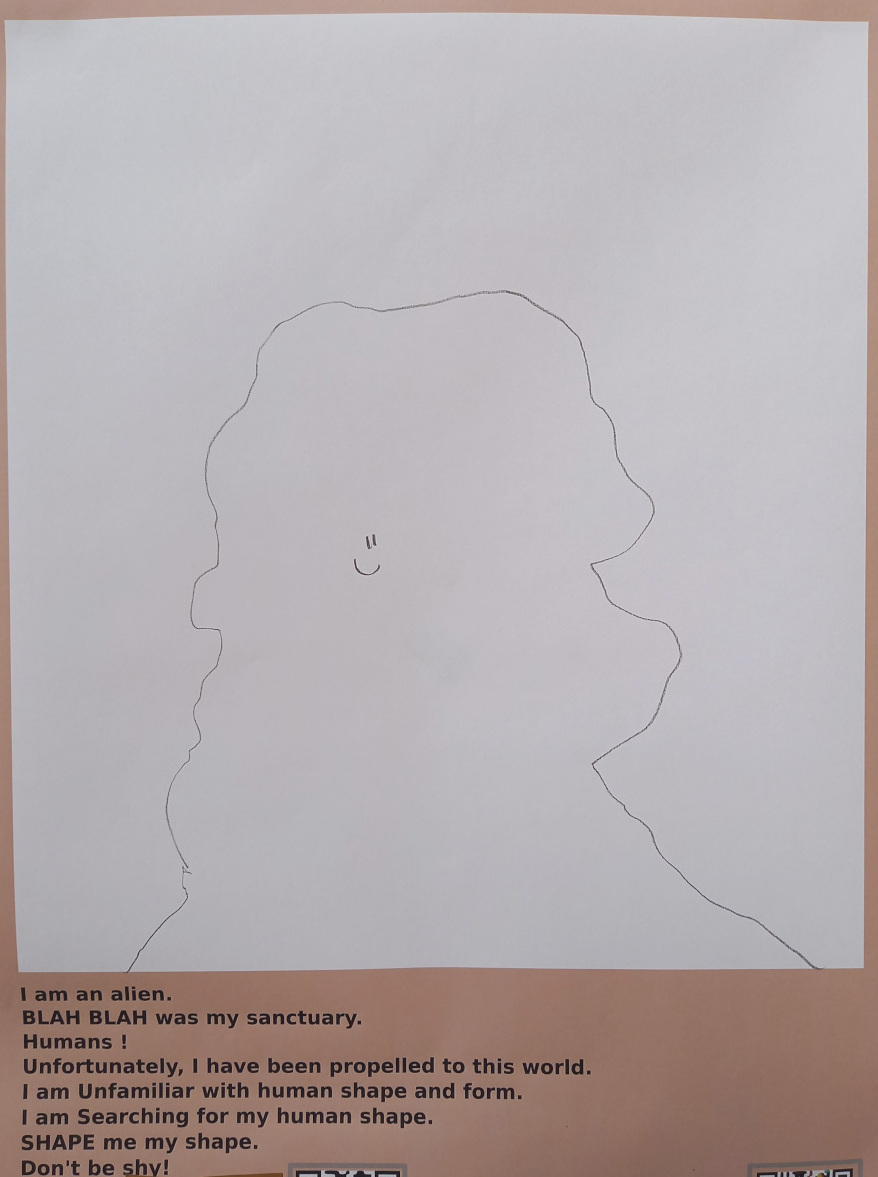 I am an alien.
BLAH BLAH was my sanctuary.
Humans !
Unfortunately, I have been propelled to this world.
I am Unfamiliar with human shape and form.
I am Searching for my human shape.
SHAPE me my shape.
Don't be shy!